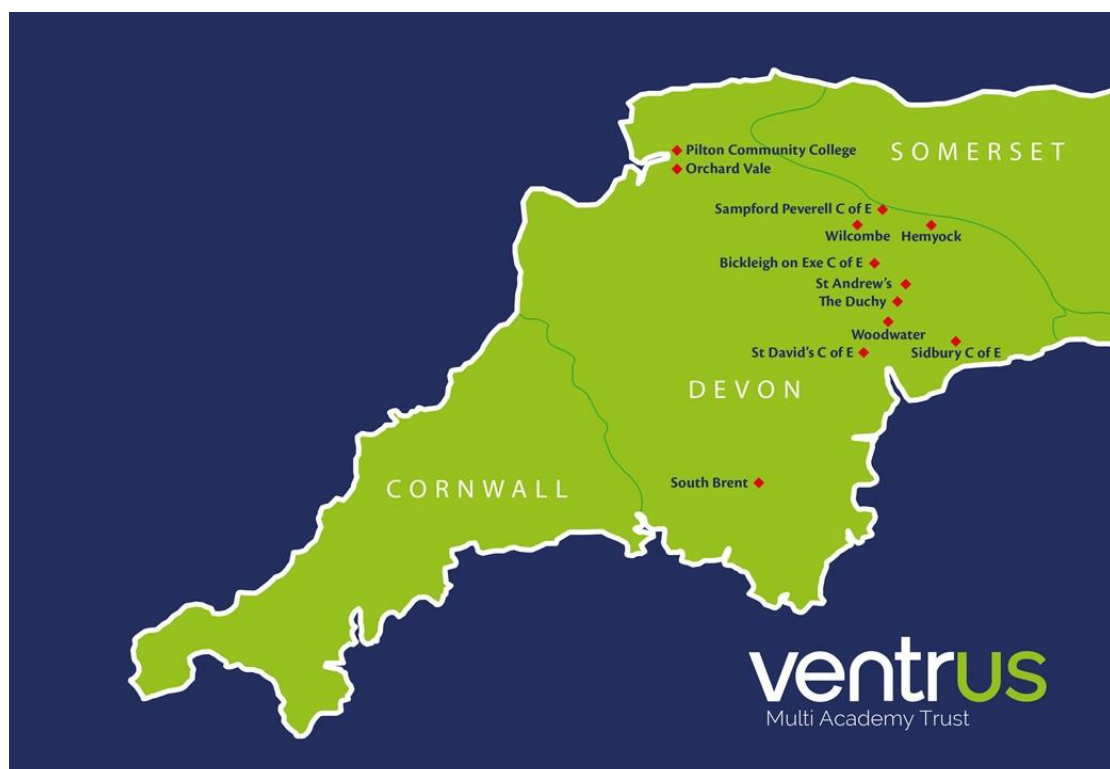 SOMERSET
Pilton Community College
Orchard Vale
Sampford Peverell C of E
Wilcombe
Hemyock
Bickleigh on Exe C of E
St Andrew's
The Duchy
Woodwater
St David's C of E
Sidbury C of E
DEVON
South Brent
CORNWALL
ventrus
Multi Academy Trust